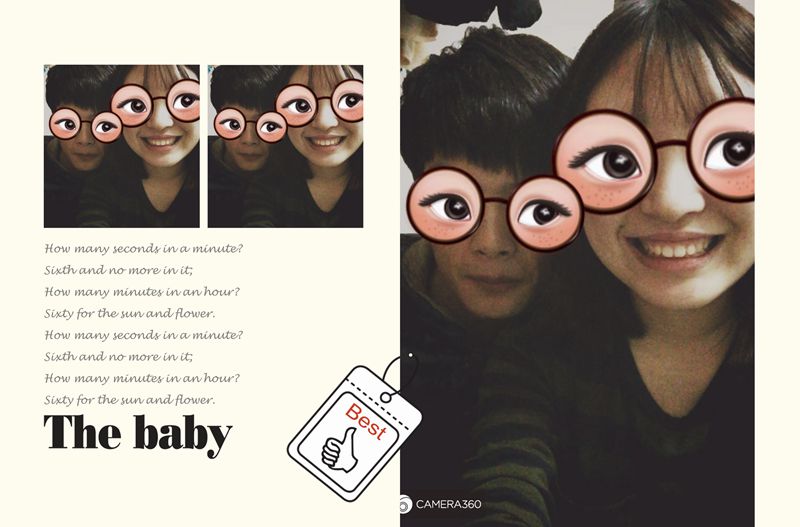 How many seconds in a minute?
Sixth and no more in it;
How many minutes in an hour?
Sixty for the sun and flower.
How many seconds in a minute?
Sixth and no more in it;
How many minutes in an hour?
Sixty for the sun and flower.
The baby
Best
CAMERA360